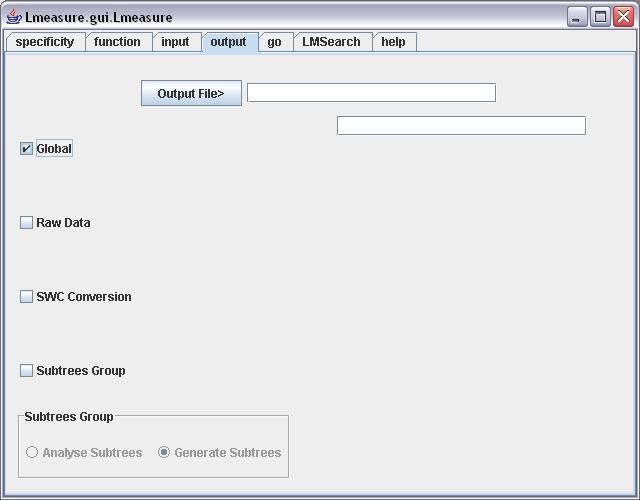 Lmeasure.gui.Lmeasure
specificity function input output go LMSearch help
Output File>
Global
Raw Data
SWC Conversion
Subtrees Group
Subtrees Group
Analyse Subtrees Generate Subtrees